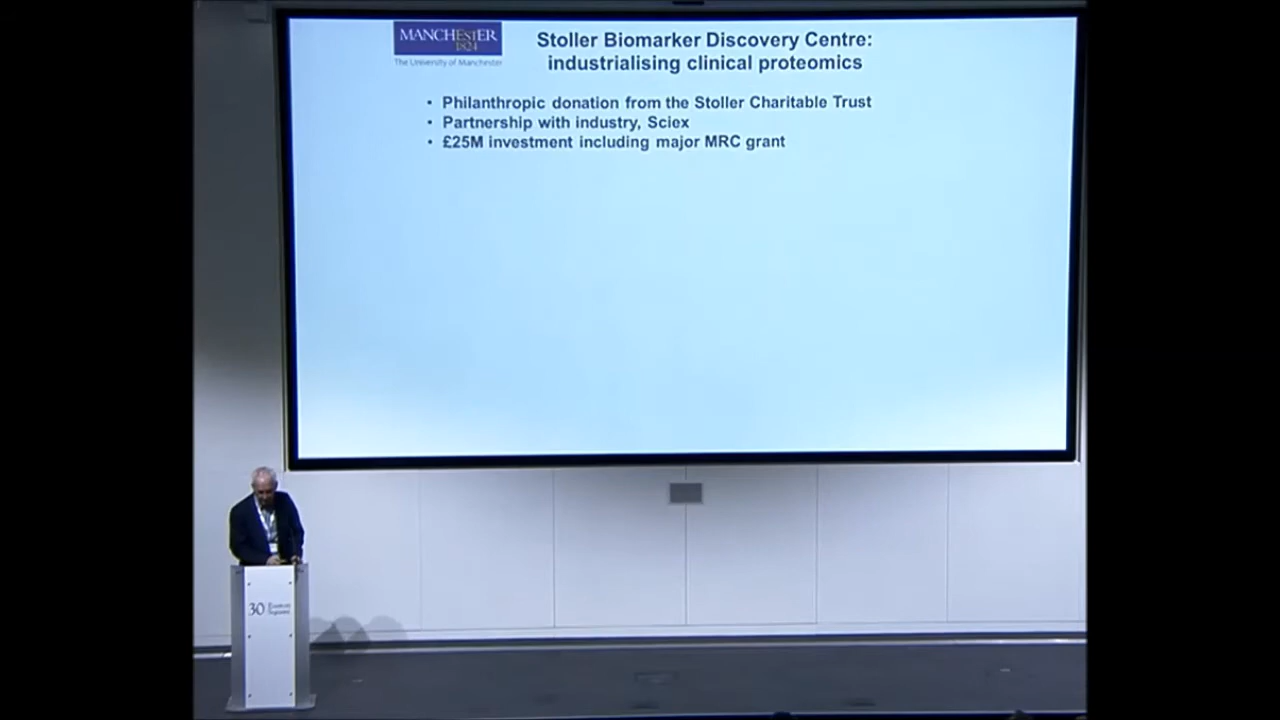 MANCHESTER
1824
The University of Manchester
Stoller Biomarker Discovery Centre:
industrialising clinical proteomics
• Philanthropic donation from the Stoller Charitable Trust
• Partnership with industry, Sciex
• £25M investment including major MRC grant
30